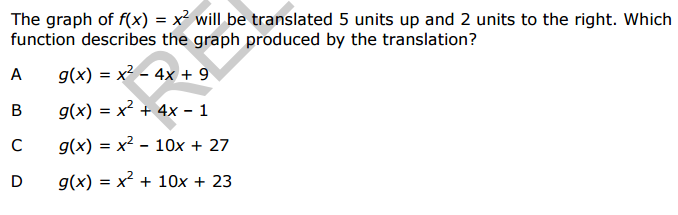 The graph of f(x) = x² will be translated 5 units up and 2 units to the right. Which
function describes the graph produced by the translation?
A g(x) = x² – 4x + 9
B g(x) = x² + 4x – 1
C g(x) = x² – 10x + 27
D g(x) = x² + 10x + 23